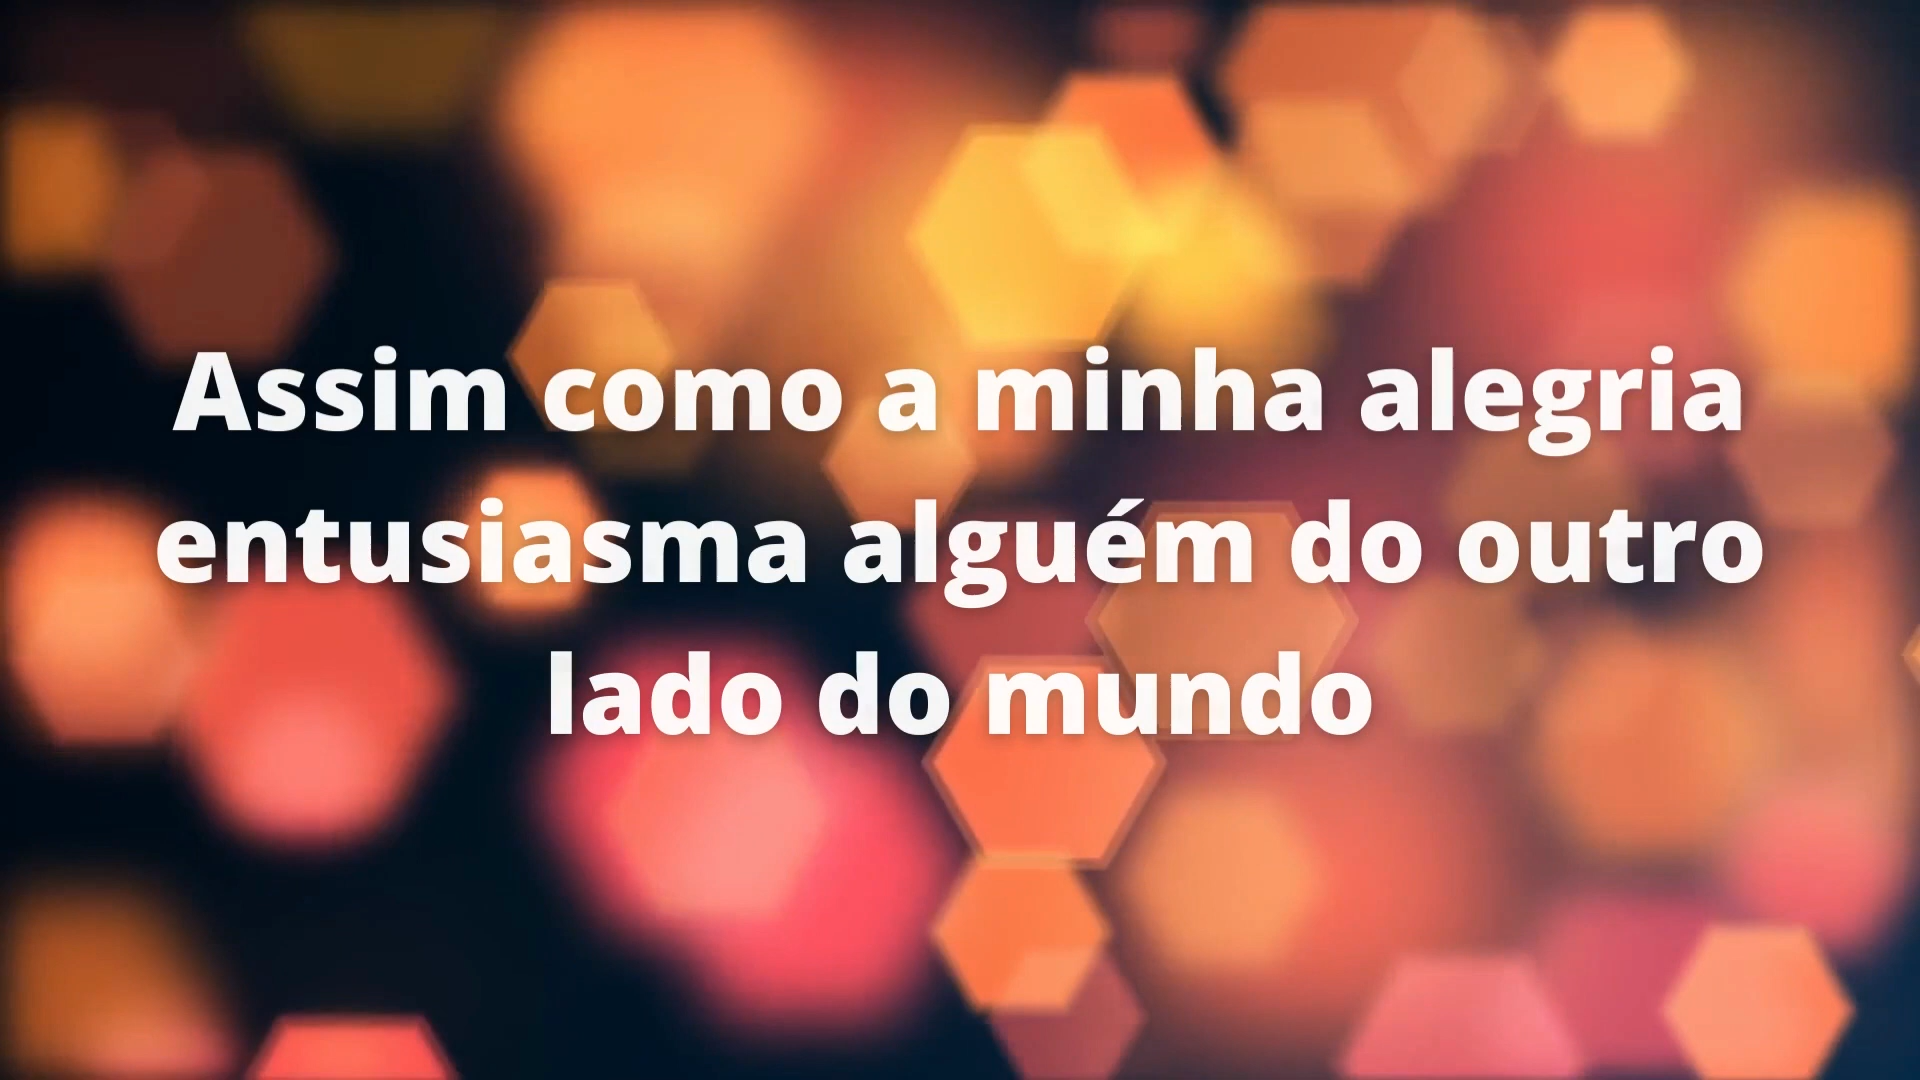 Assim como a minha alegria
entusiasma alguém do outro
lado do mundo